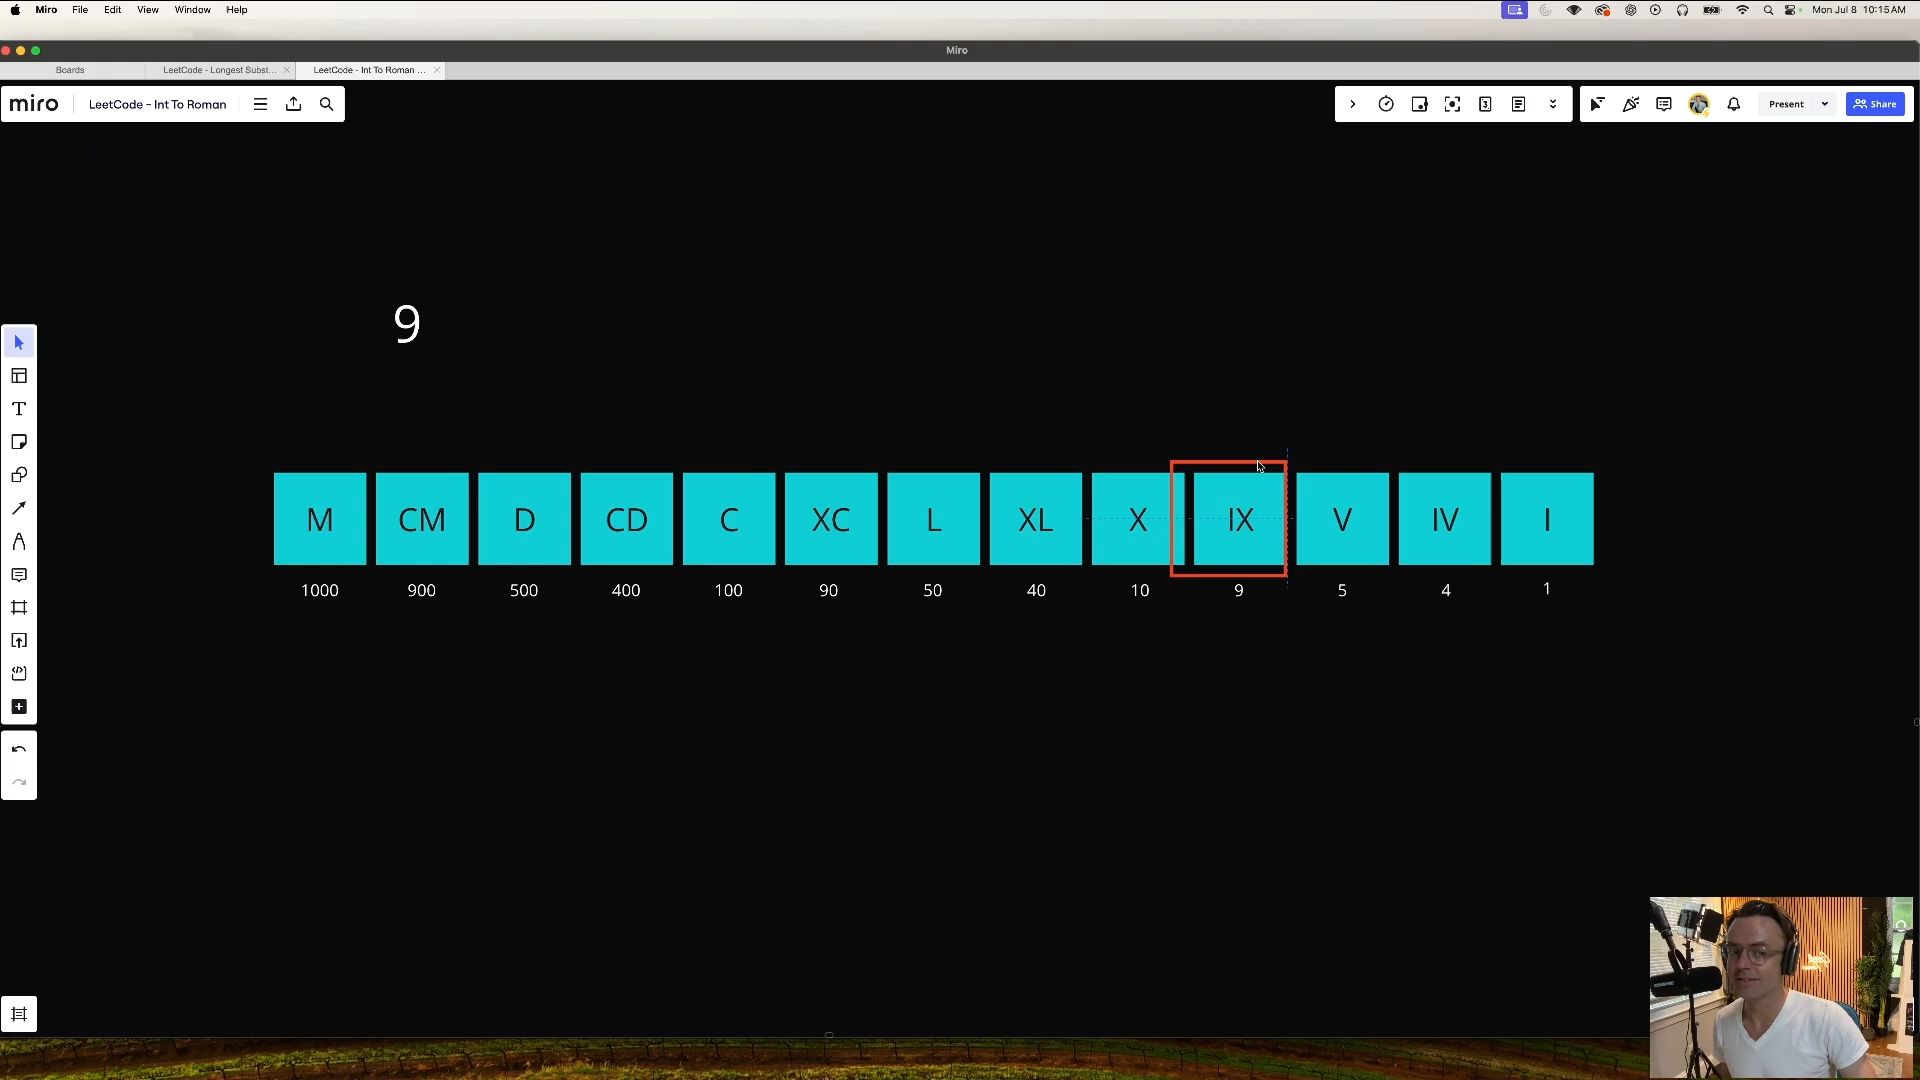 Miro File Edit View Window Help Mon Jul 8 10:15 AM
Miro
Boards LeetCode - Longest Subst... LeetCode - Int To Roman ...
miro LeetCode - Int To Roman 3 Present Share
9
M CM D CD C XC L XL X IX V IV I
1000 900 500 400 100 90 50 40 10 9 5 4 1